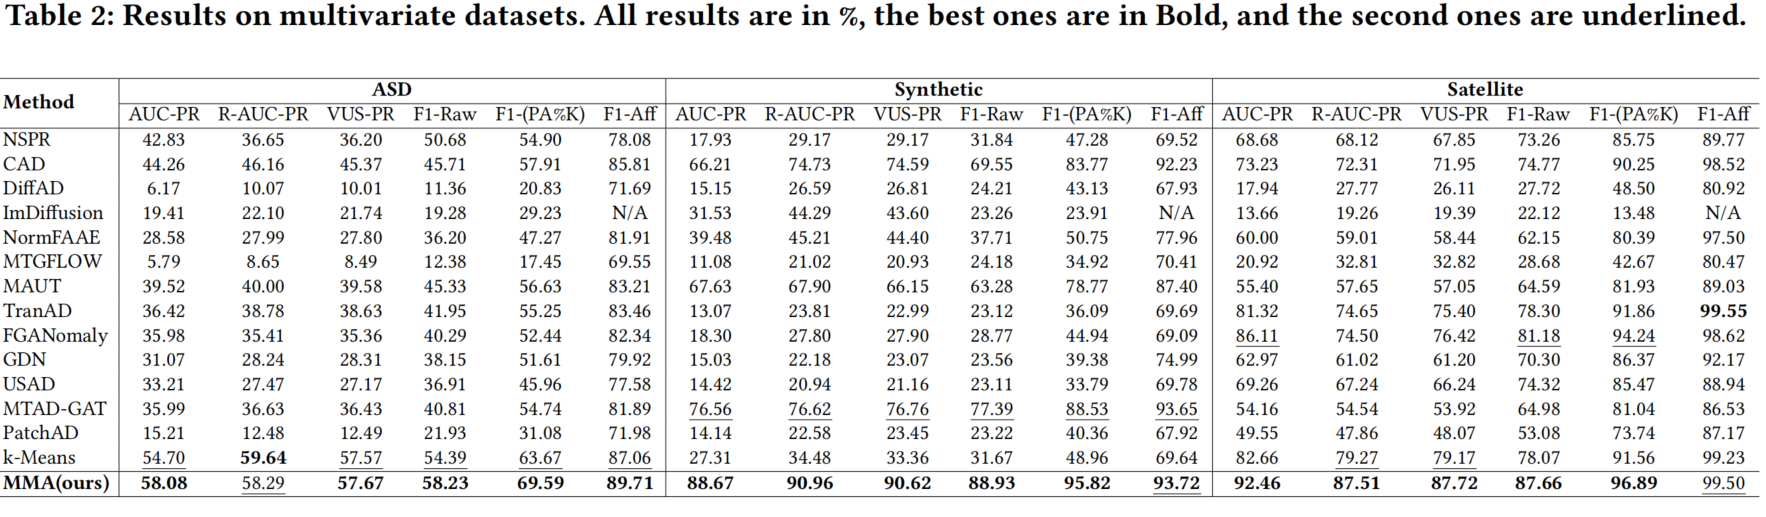 Table 2: Results on multivariate datasets. All results are in %, the best ones are in Bold, and the second ones are underlined.
Method ASD Synthetic Satellite
AUC-PR R-AUC-PR VUS-PR F1-Raw F1-(PA%K) F1-Aff AUC-PR R-AUC-PR VUS-PR F1-Raw F1-(PA%K) F1-Aff AUC-PR R-AUC-PR VUS-PR F1-Raw F1-(PA%K) F1-Aff
NSPR 42.83 36.65 36.20 50.68 54.90 78.08 17.93 29.17 29.17 31.84 47.28 69.52 68.68 68.12 67.85 73.26 85.75 89.77
CAD 44.26 46.16 45.37 45.71 57.91 85.81 66.21 74.73 74.59 69.55 83.77 92.23 73.23 72.31 71.95 74.77 90.25 98.52
DiffAD 6.17 10.07 10.01 11.36 20.83 71.69 15.15 26.59 26.81 24.21 43.13 67.93 17.94 27.77 26.11 27.72 48.50 80.92
ImDiffusion 19.41 22.10 21.74 19.28 29.23 N/A 31.53 44.29 43.60 23.26 23.91 N/A 13.66 19.26 19.39 22.12 13.48 N/A
NormFAAE 28.58 27.99 27.80 36.20 47.27 81.91 39.48 45.21 44.40 37.71 50.75 77.96 60.00 59.01 58.44 62.15 80.39 97.50
MTGFLOW 5.79 8.65 8.49 12.38 17.45 69.55 11.08 21.02 20.93 24.18 34.92 70.41 20.92 32.81 32.82 28.68 42.67 80.47
MAUT 39.52 40.00 39.58 45.33 56.63 83.21 67.63 67.90 66.15 63.28 78.77 87.40 55.40 57.65 57.05 64.59 81.93 89.03
TranAD 36.42 38.78 38.63 41.95 55.25 83.46 13.07 23.81 22.99 23.12 36.09 69.69 81.32 74.65 75.40 78.30 91.86 99.55
FGANomaly 35.98 35.41 35.36 40.29 52.44 82.34 18.30 27.80 27.90 28.77 44.94 69.09 86.11 74.50 76.42 81.18 94.24 98.62
GDN 31.07 28.24 28.31 38.15 51.61 79.92 15.03 22.18 23.07 23.56 39.38 74.99 62.97 61.02 61.20 70.30 86.37 92.17
USAD 33.21 27.47 27.17 36.91 45.96 77.58 14.42 20.94 21.16 23.11 33.79 69.78 69.26 67.24 66.24 74.32 85.47 88.94
MTAD-GAT 35.99 36.63 36.43 40.81 54.74 81.89 76.56 76.62 76.76 77.39 88.53 93.65 54.16 54.54 53.92 64.98 81.04 86.53
PatchAD 15.21 12.48 12.49 21.93 31.08 71.98 14.14 22.58 23.45 23.22 40.36 67.92 49.55 47.86 48.07 53.08 73.74 87.17
k-Means 54.70 59.64 57.57 54.39 63.67 87.06 27.31 34.48 33.36 31.67 48.96 69.64 82.66 79.27 79.17 78.07 91.56 99.23
MMA(ours) 58.08 58.29 57.67 58.23 69.59 89.71 88.67 90.96 90.62 88.93 95.82 93.72 92.46 87.51 87.72 87.66 96.89 99.50